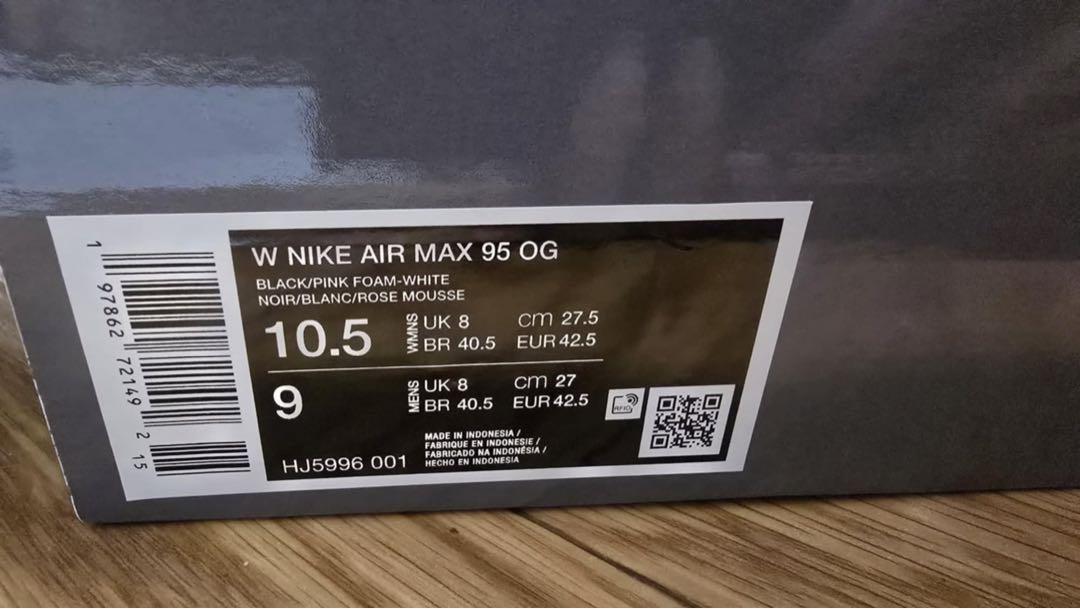 W NIKE AIR MAX 95 OG
BLACK/PINK FOAM-WHITE
NOIR/BLANC/ROSE MOUSSE
10.5 WMNS UK 8 cm 27.5
BR 40.5 EUR 42.5
9 MENS UK 8 cm 27
BR 40.5 EUR 42.5
RFID
MADE IN INDONESIA /
FABRIQUE EN INDONESIE /
FABRICADO NA INDONÉSIA /
HECHO EN INDONESIA
HJ5996 001
1 97862 72149 2 15